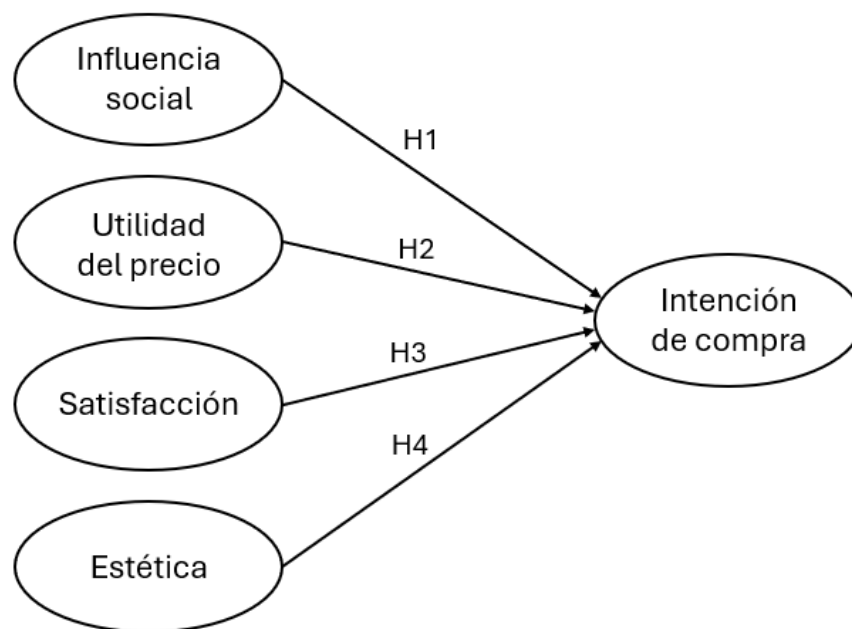 Influencia
social
H1
Utilidad
del precio
H2
Intención
de compra
H3
Satisfacción
H4
Estética